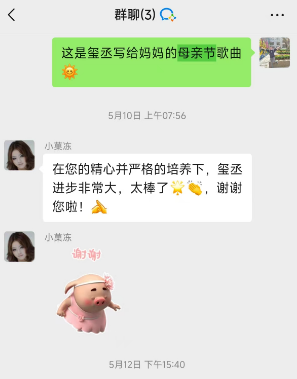 群聊(3)
这是玺丞写给妈妈的母亲节歌曲
5月10日 上午07:56
小菓冻
在您的精心并严格的培养下，玺丞
进步非常大，太棒了，谢谢
您啦！
小菓冻
谢谢
5月12日 下午15:40